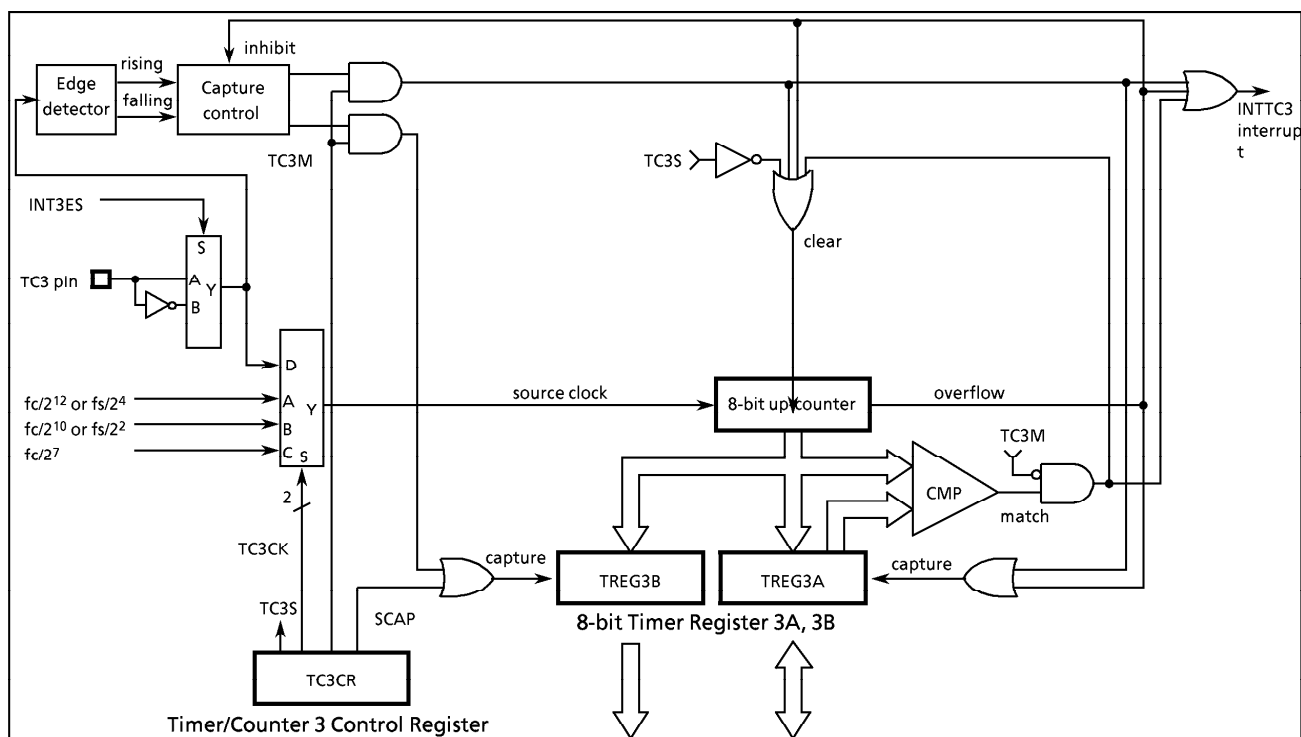 inhibit
rising
falling
Edge
detector
Capture
control
TC3M
INTTC3
interrup
t
TC3S
clear
INT3ES
S
TC3 pin
A
Y
B
D
A
Y
B
C
S
fc/2¹² or fs/2⁴
fc/2¹⁰ or fs/2²
fc/2⁷
source clock
8-bit up counter
overflow
TC3M
CMP
match
2
TC3CK
capture
TREG3B
TREG3A
capture
TC3S
SCAP
8-bit Timer Register 3A, 3B
TC3CR
Timer/Counter 3 Control Register